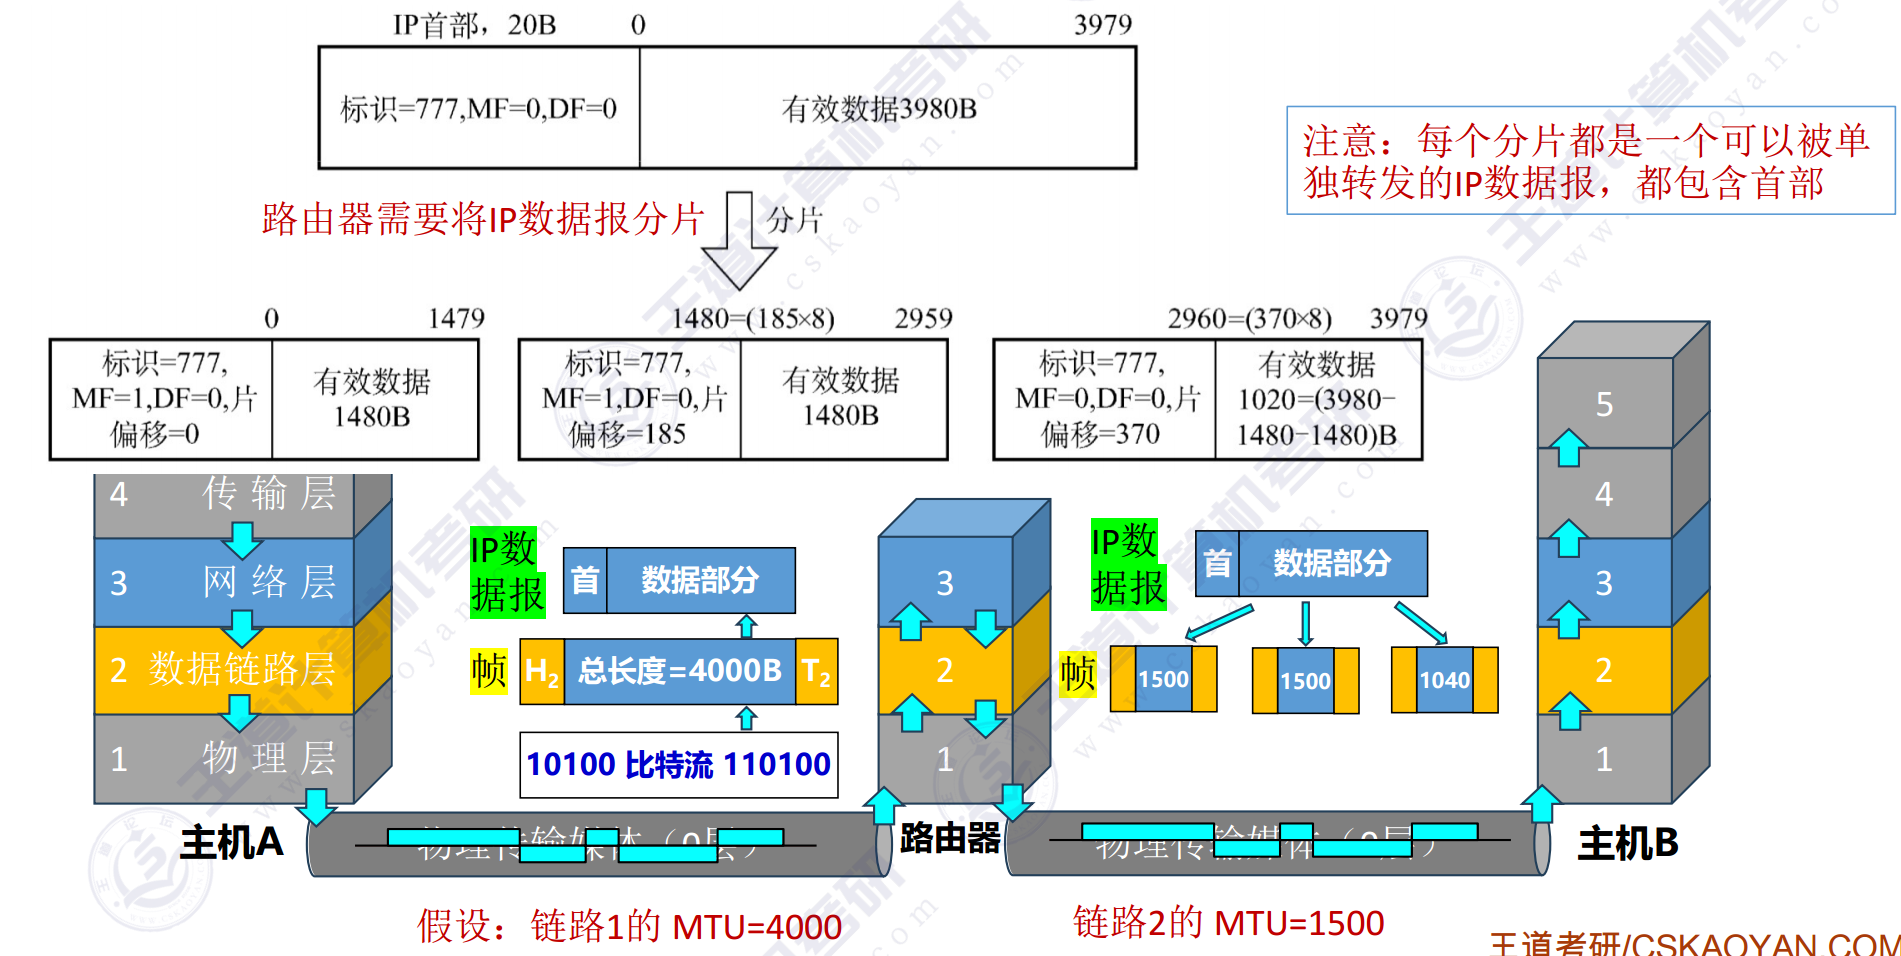 IP首部，20B
0
3979
标识=777,MF=0,DF=0
有效数据3980B
注意：每个分片都是一个可以被单
独转发的IP数据报，都包含首部
路由器需要将IP数据报分片
分片
0
1479
标识=777,
MF=1,DF=0,片
偏移=0
有效数据
1480B
1480=(185×8)
2959
标识=777,
MF=1,DF=0,片
偏移=185
有效数据
1480B
2960=(370×8)
3979
标识=777,
MF=0,DF=0,片
偏移=370
有效数据
1020=(3980-
1480-1480)B
4 传输层
3 网络层
2 数据链路层
1 物理层
主机A
IP数
据报
首
数据部分
帧
H2
总长度=4000B
T2
10100 比特流 110100
3
2
1
路由器
IP数
据报
首
数据部分
帧
1500
1500
1040
5
4
3
2
1
主机B
物理传输媒体（0层）
物理传输媒体（0层）
假设：链路1的 MTU=4000
链路2的 MTU=1500
王道考研/CSKAOYAN.COM
王道计算机考研
www.cskaoyan.com